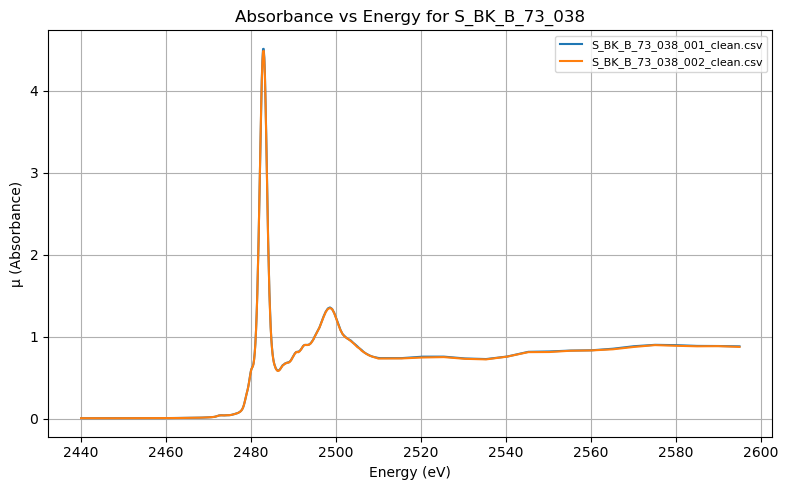 Absorbance vs Energy for S_BK_B_73_038
S_BK_B_73_038_001_clean.csv
S_BK_B_73_038_002_clean.csv
4
3
2
1
0
μ (Absorbance)
2440 2460 2480 2500 2520 2540 2560 2580 2600
Energy (eV)